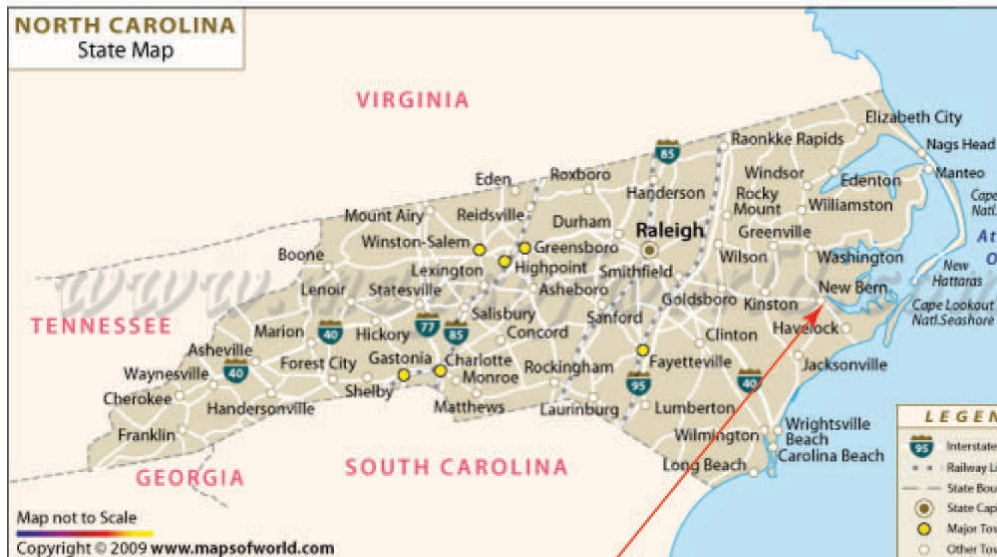 NORTH CAROLINA
State Map
VIRGINIA
Elizabeth City
Raonkke Rapids
Nags Head
85
Manteo
Eden
Roxboro
Handerson
Windsor
Edenton
Rocky
Mount
Williamston
Cape
Natl.
Mount Airy
Reidsville
Durham
Raleigh
Greenville
At
O
Winston-Salem
Greensboro
Washington
Boone
Highpoint
Smithfield
Wilson
Lexington
Asheboro
Goldsboro
New Bern
New
Hattaras
Lenoir
Statesville
Salisbury
Sanford
Kinston
Cape Lookout
Natl.Seashore
TENNESSEE
Marion
40
Hickory
77
85
Concord
Clinton
Havelock
Asheville
Forest City
Gastonia
Charlotte
Fayetteville
Jacksonville
Waynesville
40
Shelby
Monroe
Rockingham
95
40
Cherokee
Handersonville
Matthews
Laurinburg
Lumberton
Franklin
Wilmington
Wrightsville
Beach
Carolina Beach
GEORGIA
SOUTH CAROLINA
Long Beach
LEGEN
95
Interstate
Railway Li
State Bou
State Capi
Major Tow
Other Tow
Map not to Scale
Copyright © 2009 www.mapsofworld.com